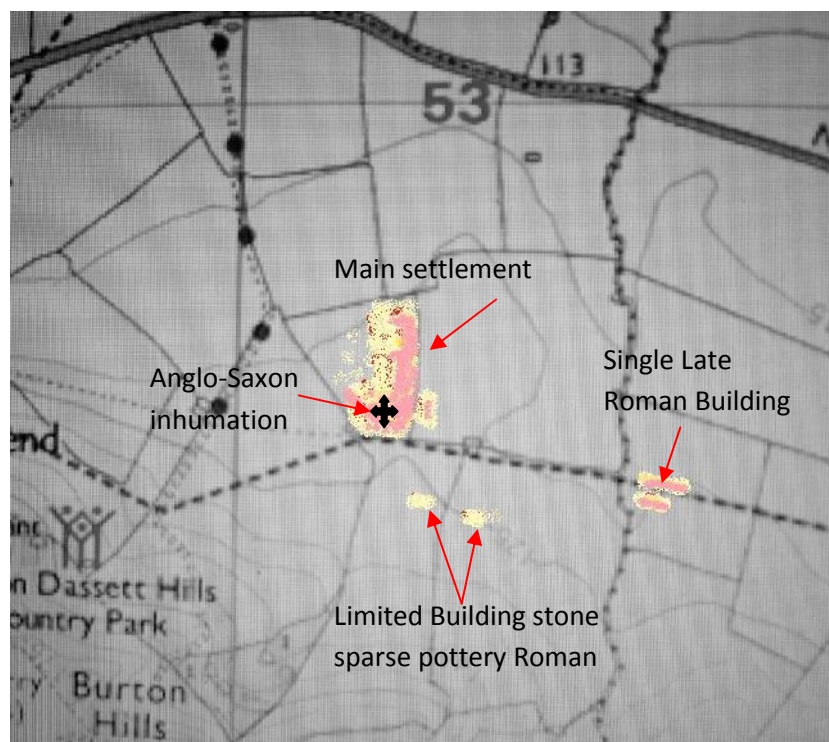 113
53
Main settlement
Single Late
Roman Building
Anglo-Saxon
inhumation
end
n Dassett Hills
ountry Park
Limited Building stone
sparse pottery Roman
Burton
Hills